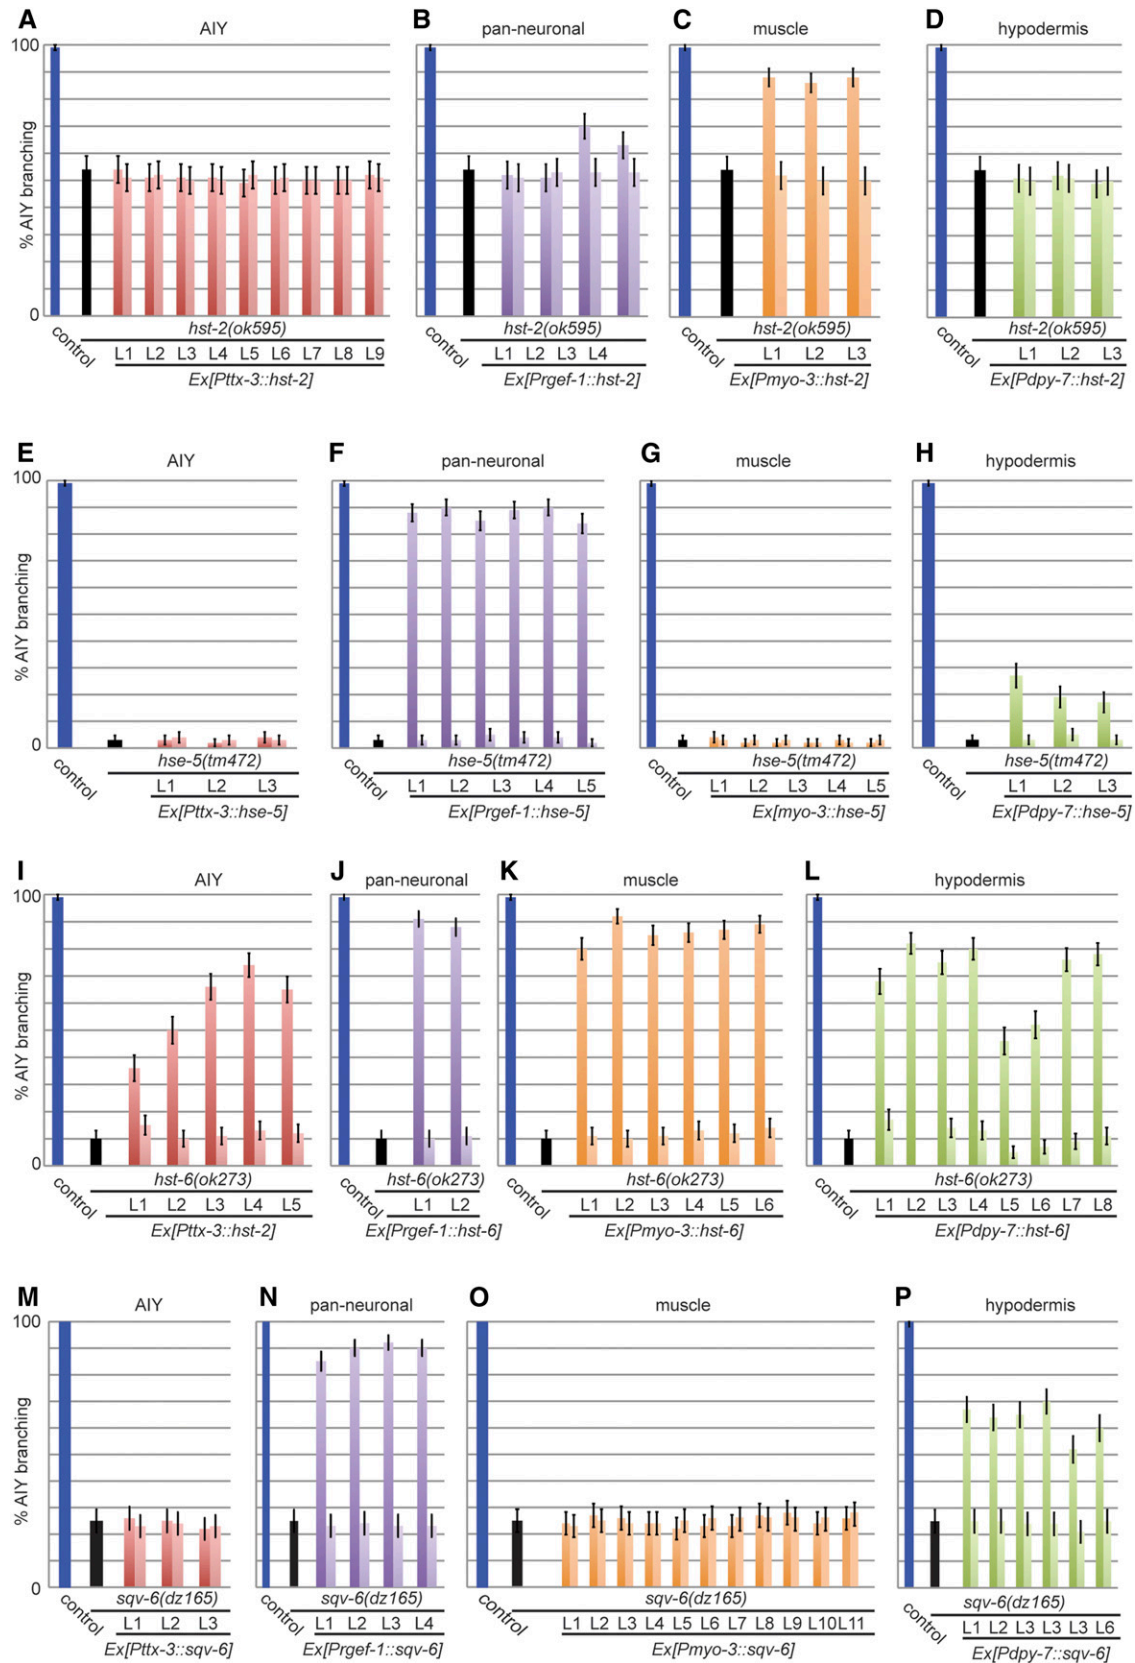 A AIY B pan-neuronal C muscle D hypodermis
100
% AIY branching
0
control hst-2(ok595) control hst-2(ok595) control hst-2(ok595) control hst-2(ok595)
L1 L2 L3 L4 L5 L6 L7 L8 L9 L1 L2 L3 L4 L1 L2 L3 L1 L2 L3
Ex[Pttx-3::hst-2] Ex[Prgef-1::hst-2] Ex[Pmyo-3::hst-2] Ex[Pdpy-7::hst-2]
E AIY F pan-neuronal G muscle H hypodermis
100
% AIY branching
0
control hse-5(tm472) control hse-5(tm472) control hse-5(tm472) control hse-5(tm472)
L1 L2 L3 L1 L2 L3 L4 L5 L1 L2 L3 L4 L5 L1 L2 L3
Ex[Pttx-3::hse-5] Ex[Prgef-1::hse-5] Ex[myo-3::hse-5] Ex[Pdpy-7::hse-5]
I AIY J pan-neuronal K muscle L hypodermis
100
% AIY branching
0
control hst-6(ok273) control hst-6(ok273) control hst-6(ok273) control hst-6(ok273)
L1 L2 L3 L4 L5 L1 L2 L1 L2 L3 L4 L5 L6 L1 L2 L3 L4 L5 L6 L7 L8
Ex[Pttx-3::hst-2] Ex[Prgef-1::hst-6] Ex[Pmyo-3::hst-6] Ex[Pdpy-7::hst-6]
M AIY N pan-neuronal O muscle P hypodermis
100
% AIY branching
0
control sqv-6(dz165) control sqv-6(dz165) control sqv-6(dz165) control sqv-6(dz165)
L1 L2 L3 L1 L2 L3 L4 L1 L2 L3 L4 L5 L6 L7 L8 L9 L10 L11 L1 L2 L3 L3 L3 L6
Ex[Pttx-3::sqv-6] Ex[Prgef-1::sqv-6] Ex[Pmyo-3::sqv-6] Ex[Pdpy-7::sqv-6]